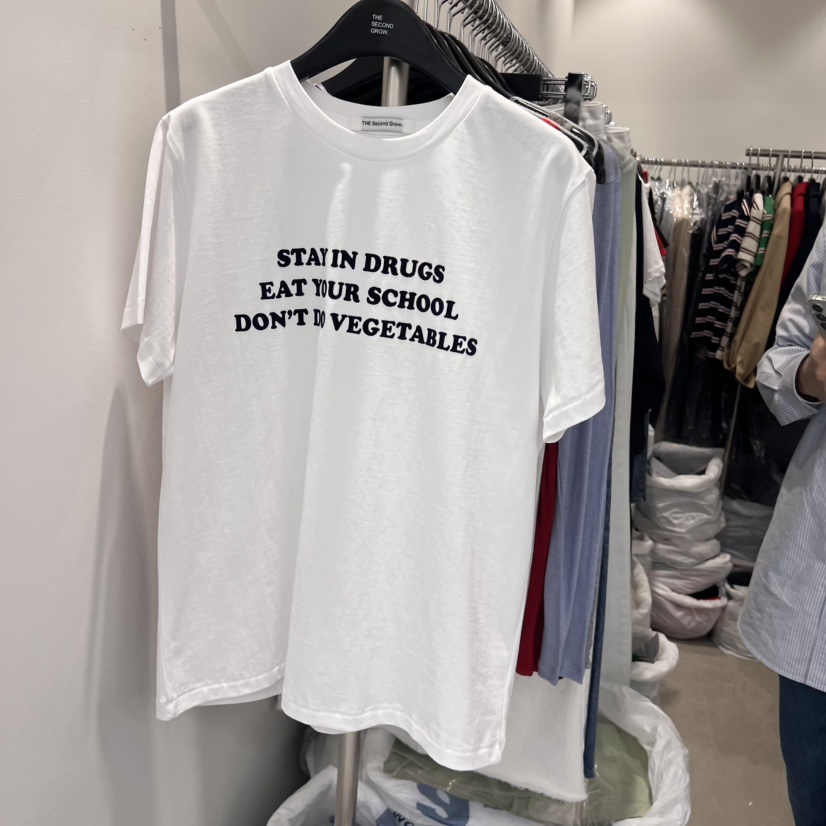 THE
SECOND
GROW.
THE Second Grow.
STAY IN DRUGS
EAT YOUR SCHOOL
DON'T DO VEGETABLES